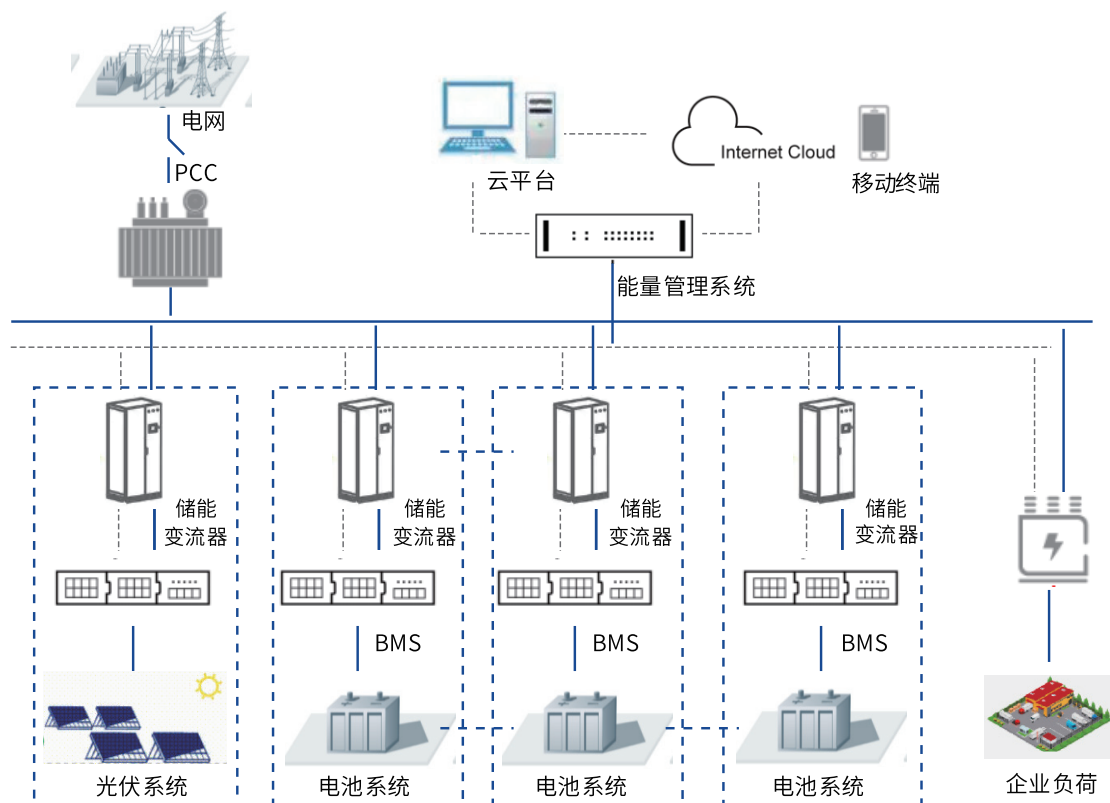 电网
PCC
云平台
Internet Cloud
移动终端
能量管理系统
储能
变流器
储能
变流器
储能
变流器
储能
变流器
BMS
BMS
BMS
光伏系统
电池系统
电池系统
电池系统
企业负荷